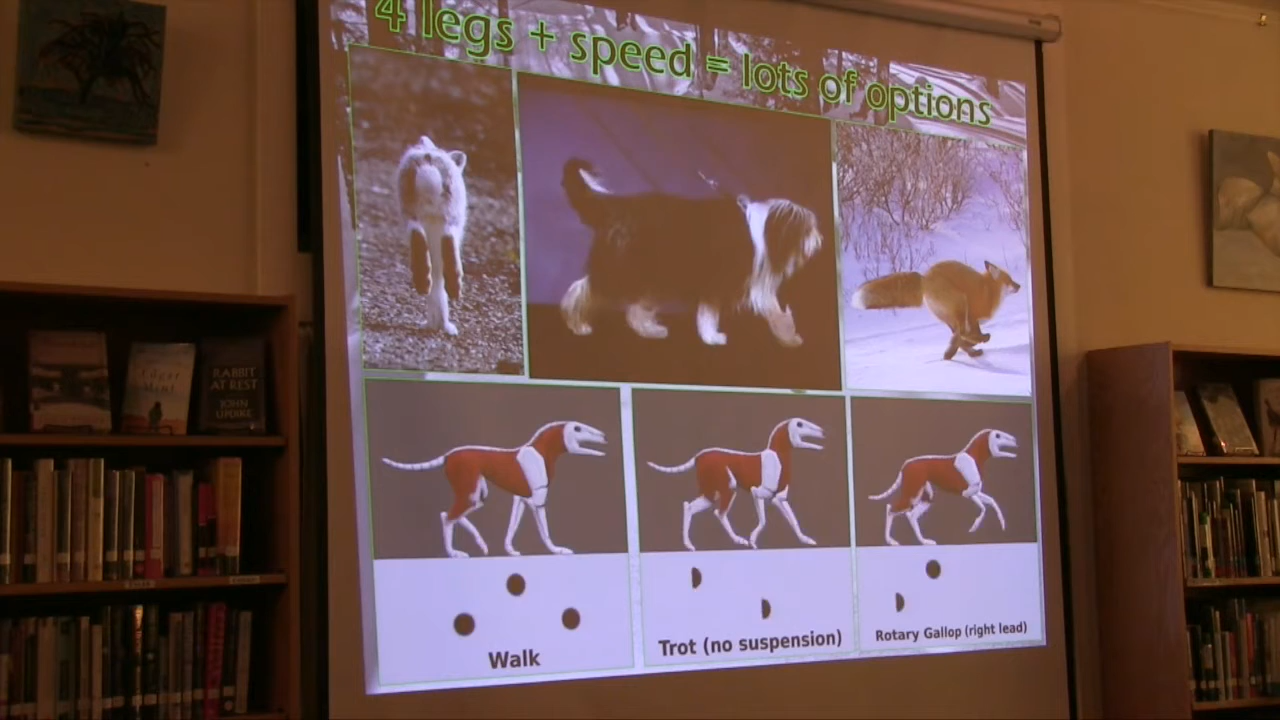 4 legs + speed = lots of options
RABBIT
AT REST
JOHN
UPDIKE
Walk
Trot (no suspension)
Rotary Gallop (right lead)